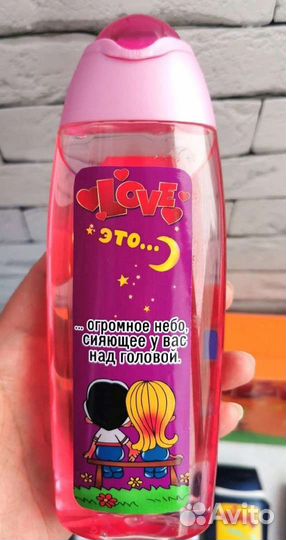 LOVE
это...
... огромное небо,
сияющее у вас
над головой.
Avito